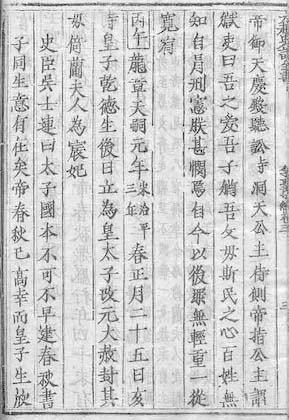 帝御天慶殿聽訟寺洞天公主侍側帝指公主謂
獄吏曰吾之愛吾子猶吾父母斯民之心百姓無
知自冒刑憲朕甚憫焉自今以後罪無輕重一從
寬宥
丙午龍章天嗣元年宋治平三年春正月二十五日亥
寺皇子乾德生後日立為皇太子改元大赦封其
母倚蘭夫人為宸妃
史臣吳士連曰太子國本不可不早建春秋書
子同生意有在矣帝春秋已高幸而皇子生故